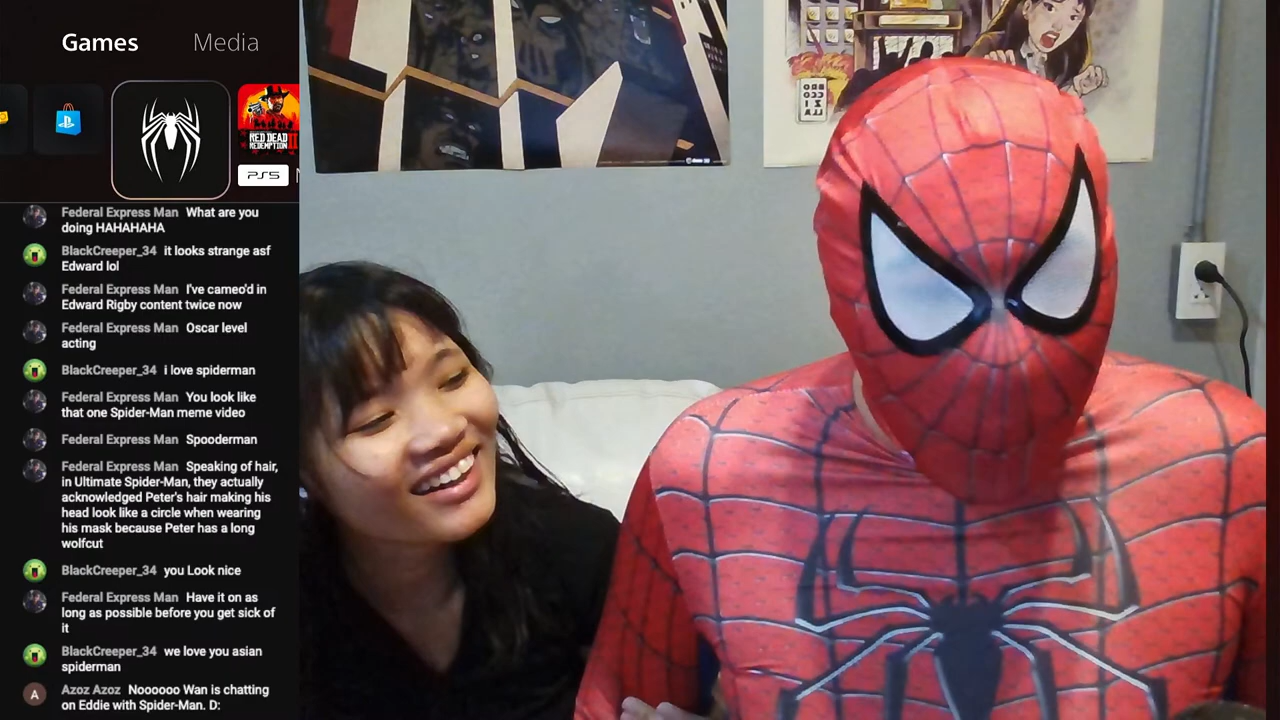 Games
Media
RED DEAD
REDEMPTION II
PS5
Federal Express Man What are you
doing HAHAHAHA
BlackCreeper_34 it looks strange asf
Edward lol
Federal Express Man I've cameo'd in
Edward Rigby content twice now
Federal Express Man Oscar level
acting
BlackCreeper_34 i love spiderman
Federal Express Man You look like
that one Spider-Man meme video
Federal Express Man Spooderman
Federal Express Man Speaking of hair,
in Ultimate Spider-Man, they actually
acknowledged Peter's hair making his
head look like a circle when wearing
his mask because Peter has a long
wolfcut
BlackCreeper_34 you Look nice
Federal Express Man Have it on as
long as possible before you get sick of
it
BlackCreeper_34 we love you asian
spiderman
A
Azoz Azoz Noooooo Wan is chatting
on Eddie with Spider-Man. D:
BRO
CCO
ZI
LLA